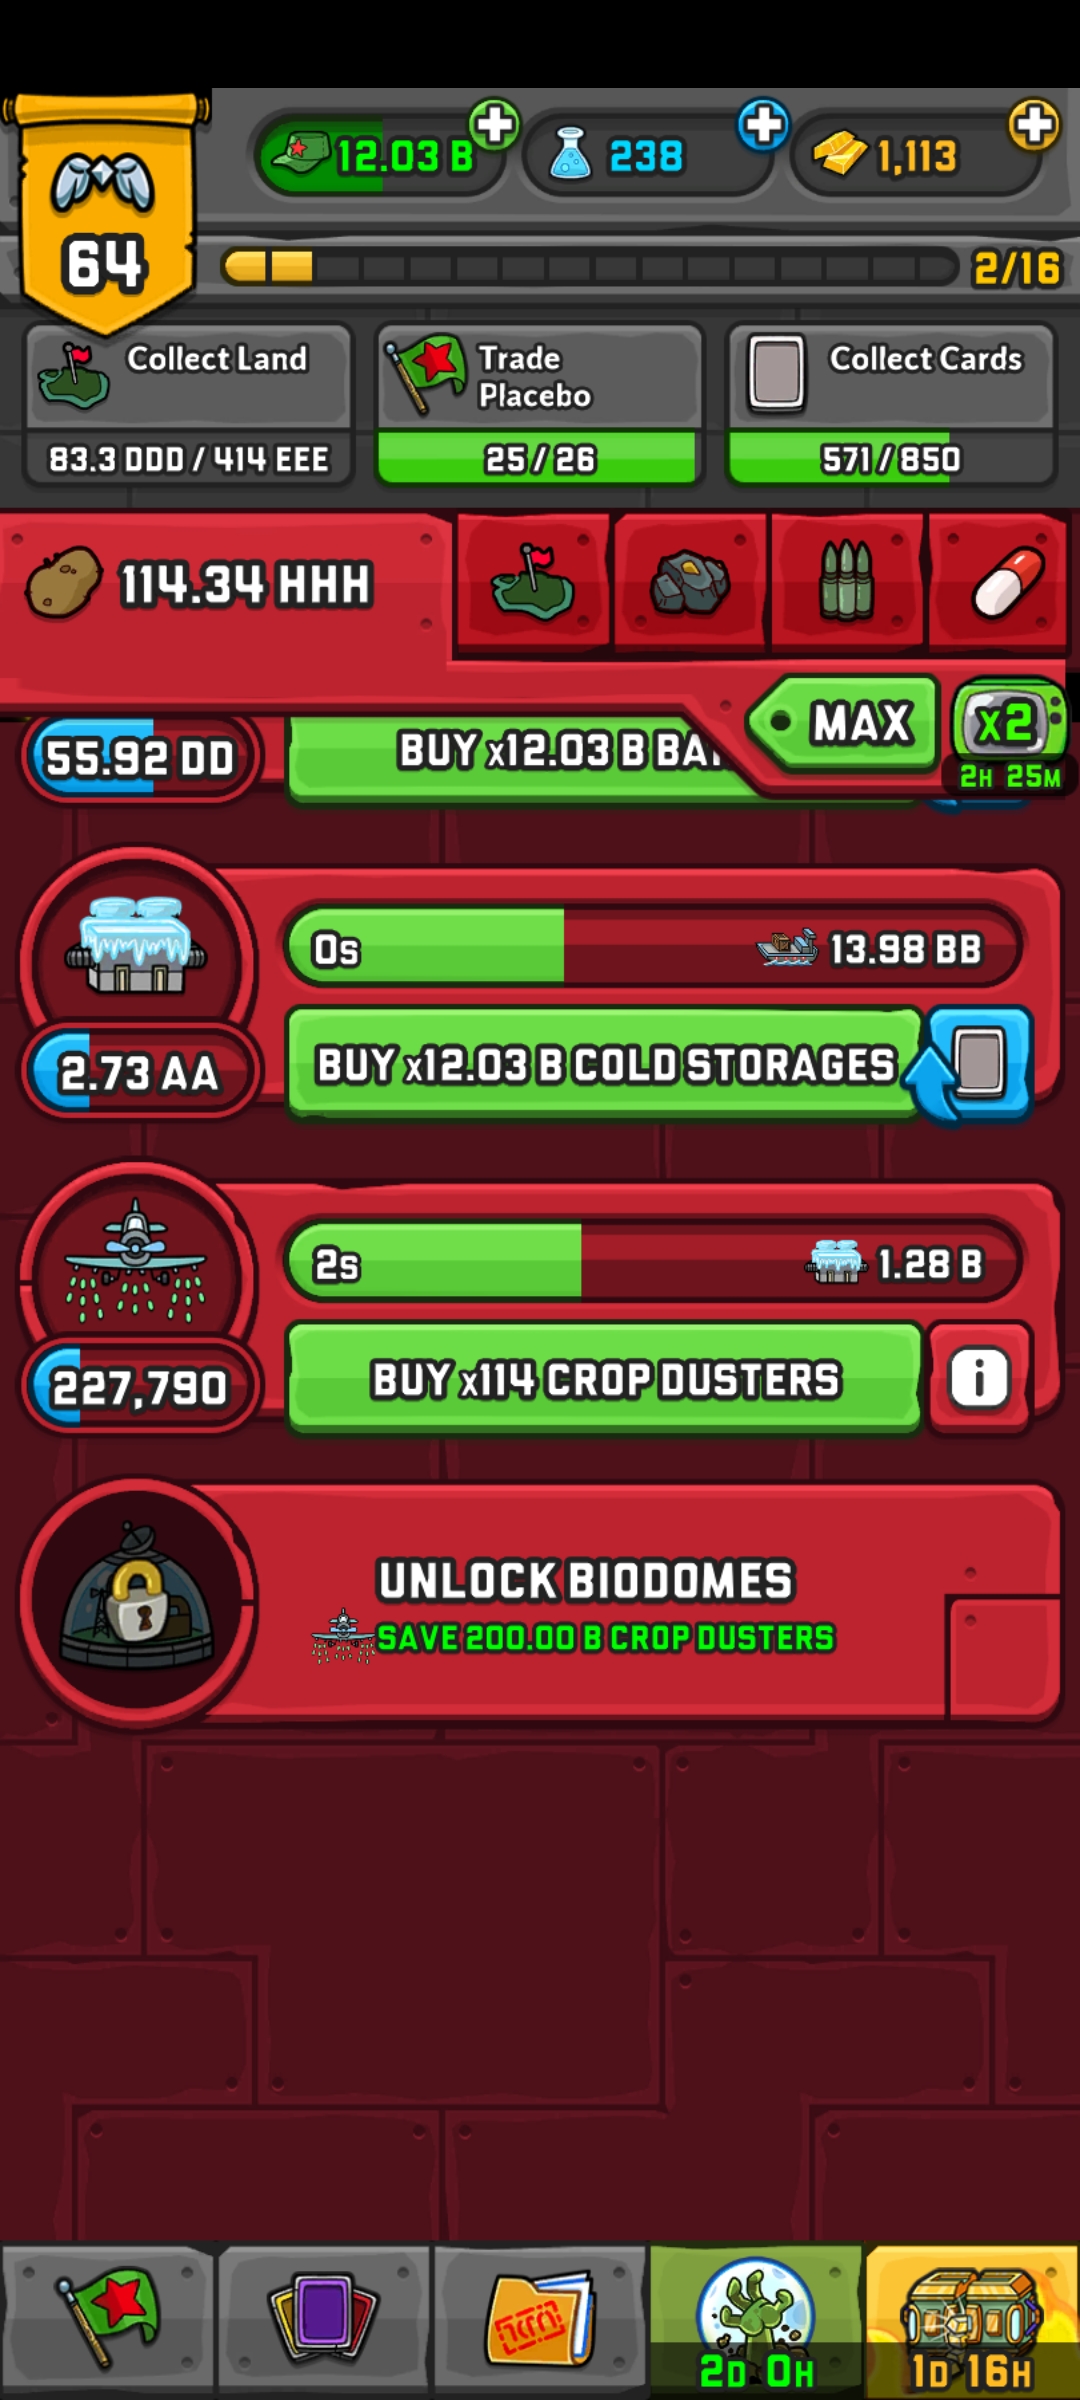 12.03 B
238
1,113
64
2/16
Collect Land
83.3 DDD / 414 EEE
Trade
Placebo
25/26
Collect Cards
571/850
114.34 HHH
MAX
x2
2H 25M
55.92 DD
BUY x12.03 B BA
0s
13.98 BB
2.73 AA
BUY x12.03 B COLD STORAGES
2s
1.28 B
227,790
BUY x114 CROP DUSTERS
i
UNLOCK BIODOMES
SAVE 200.00 B CROP DUSTERS
2D 0H
1D 16H